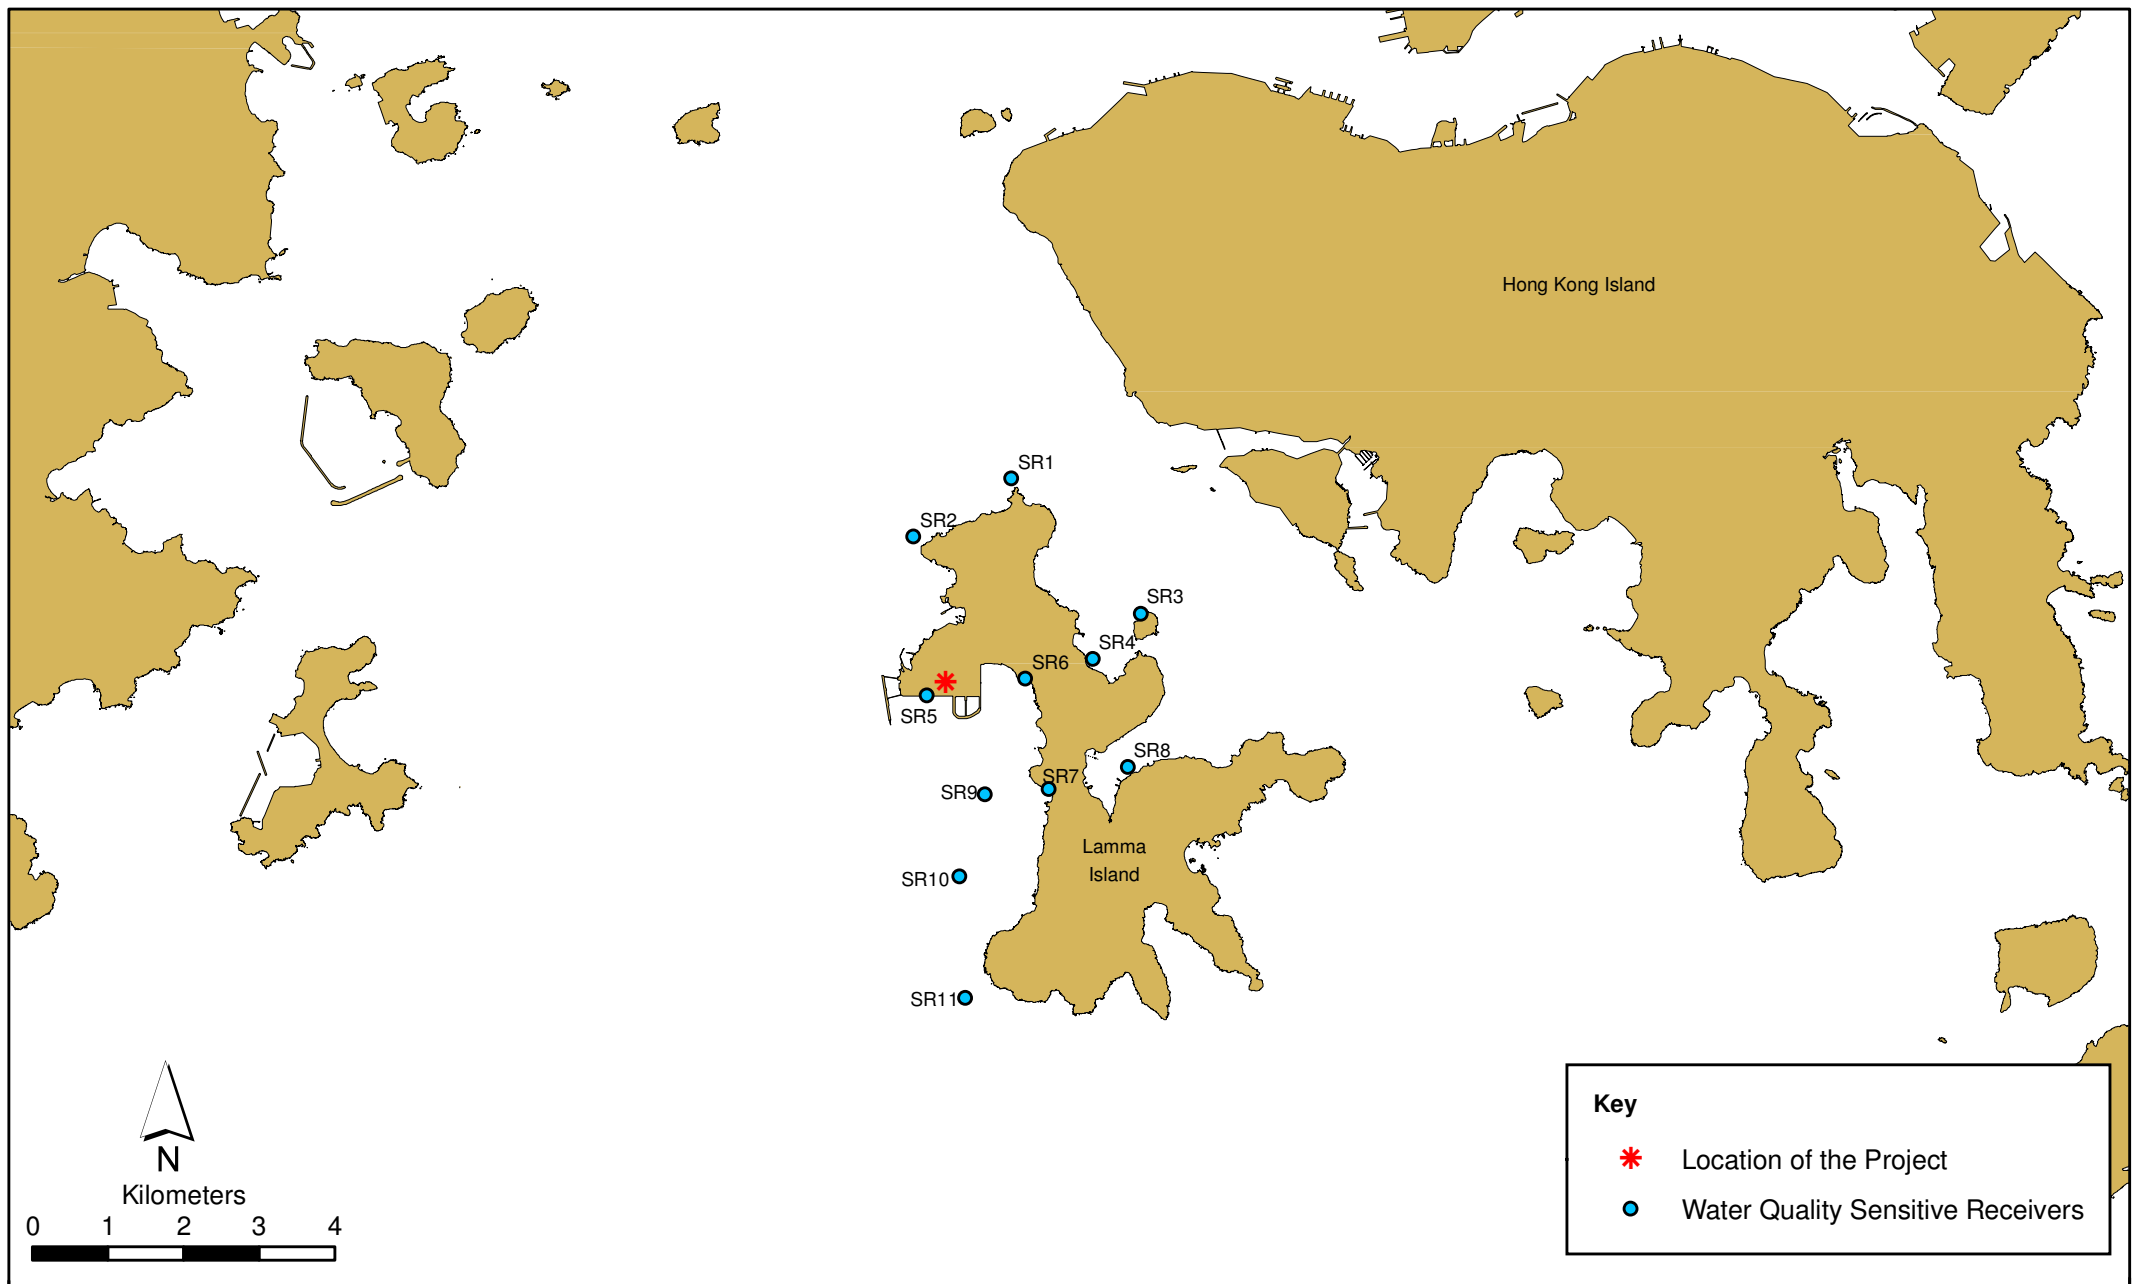 Hong Kong Island
SR1
SR2
SR3
SR4
SR6
SR5
SR8
SR7
SR9
Lamma
Island
SR10
SR11
N
Kilometers
0 1 2 3 4
Key
Location of the Project
Water Quality Sensitive Receivers